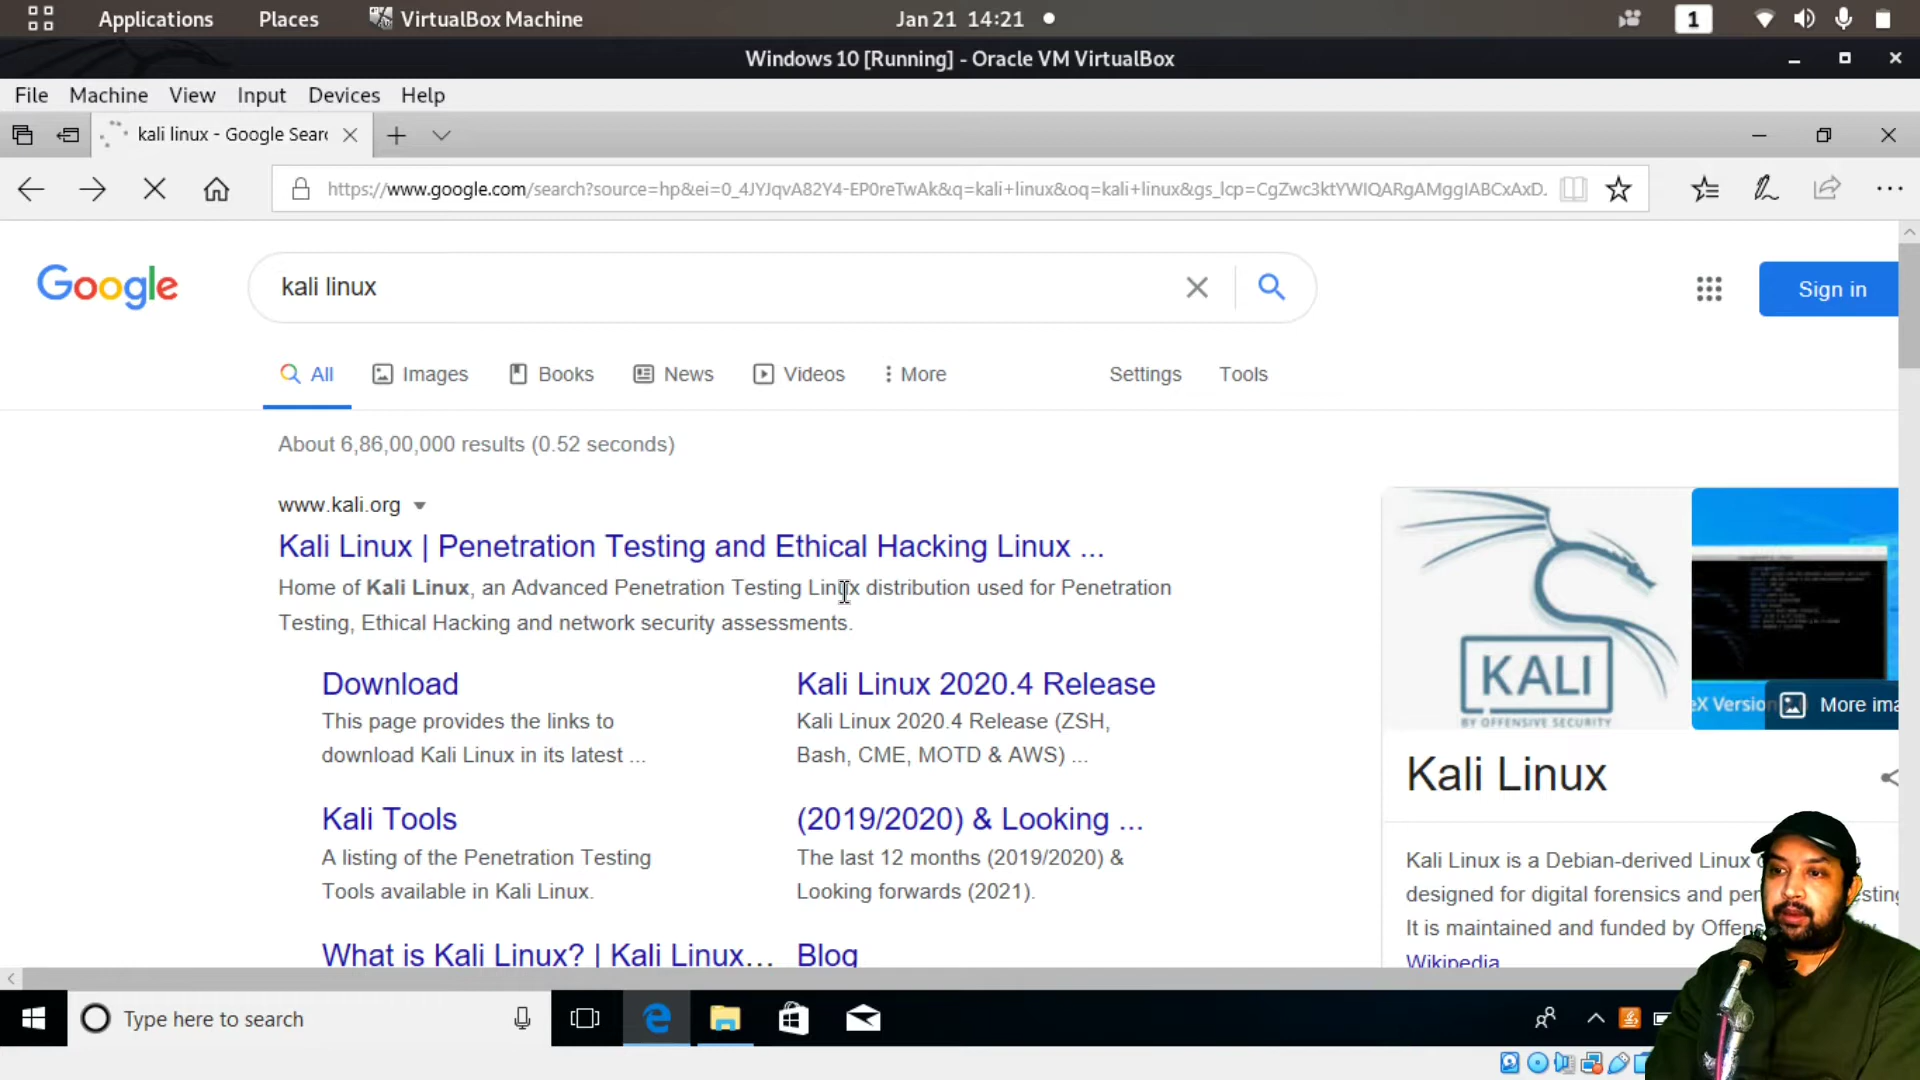 Applications Places VirtualBox Machine Jan 21 14:21 1
Windows 10 [Running] - Oracle VM VirtualBox
File Machine View Input Devices Help
kali linux - Google Searc
https://www.google.com/search?source=hp&ei=0_4JYJqvA82Y4-EP0reTwAk&q=kali+linux&oq=kali+linux&gs_lcp=CgZwc3ktYWIQARgAMggIABCxAxD.
Google kali linux Sign in
All Images Books News Videos More Settings Tools
About 6,86,00,000 results (0.52 seconds)
www.kali.org
Kali Linux | Penetration Testing and Ethical Hacking Linux ...
Home of Kali Linux, an Advanced Penetration Testing Linux distribution used for Penetration
Testing, Ethical Hacking and network security assessments.
Download
This page provides the links to
download Kali Linux in its latest ...
Kali Linux 2020.4 Release
Kali Linux 2020.4 Release (ZSH,
Bash, CME, MOTD & AWS) ...
Kali Tools
A listing of the Penetration Testing
Tools available in Kali Linux.
(2019/2020) & Looking ...
The last 12 months (2019/2020) &
Looking forwards (2021).
What is Kali Linux? | Kali Linux...
Blog
KALI
BY OFFENSIVE SECURITY
eX Version
More ima
Kali Linux
Kali Linux is a Debian-derived Linux
designed for digital forensics and per esting
It is maintained and funded by Offens
Wikipedia
Type here to search